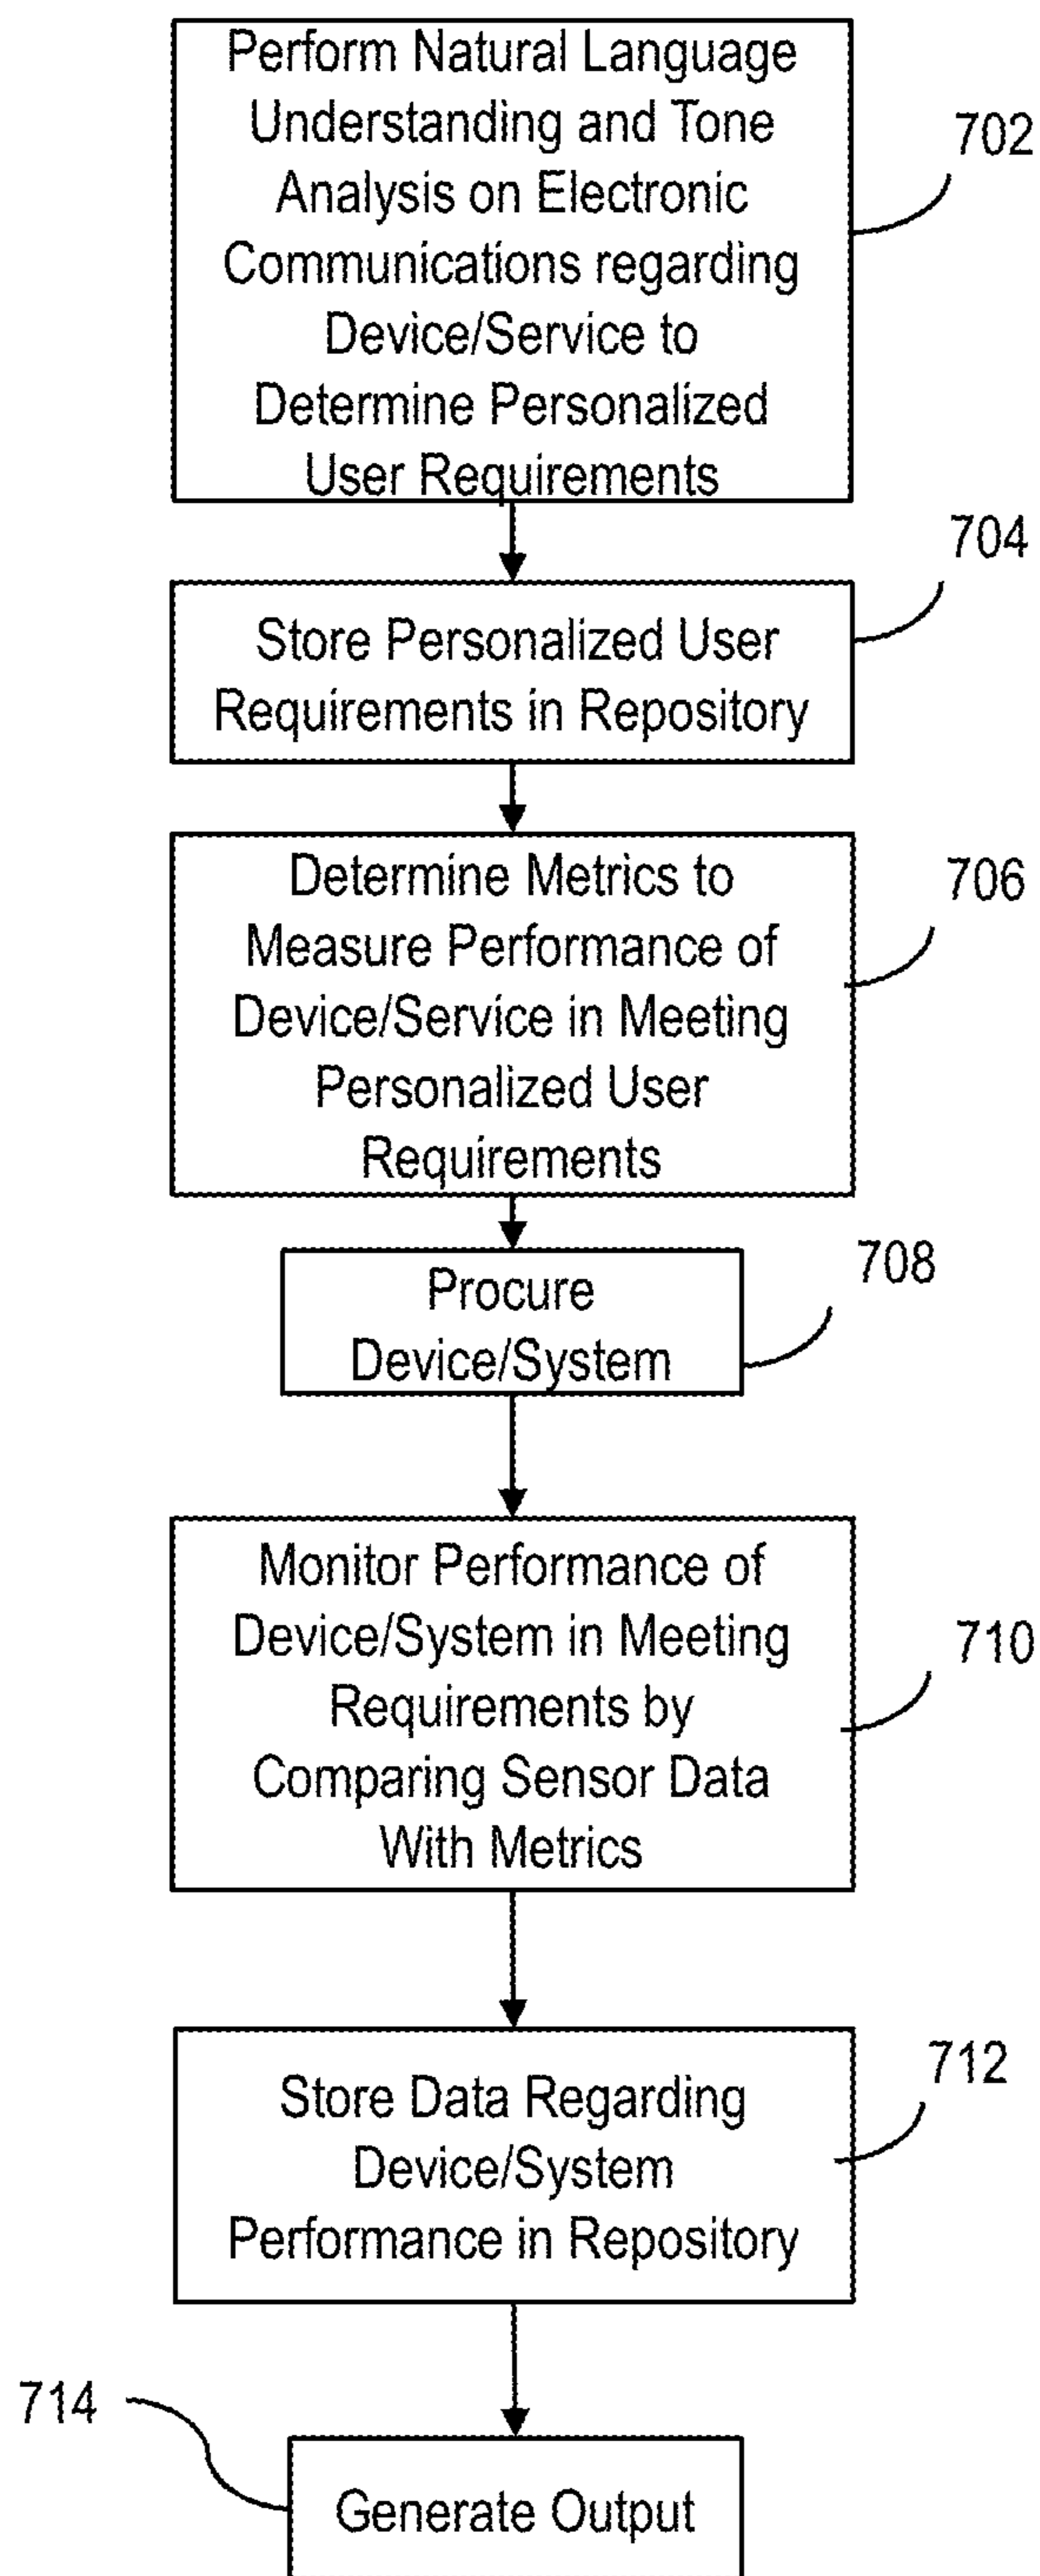 Perform Natural Language
Understanding and Tone
Analysis on Electronic
Communications regarding
Device/Service to
Determine Personalized
User Requirements
702
704
Store Personalized User
Requirements in Repository
Determine Metrics to
Measure Performance of
Device/Service in Meeting
Personalized User
Requirements
706
708
Procure
Device/System
Monitor Performance of
Device/System in Meeting
Requirements by
Comparing Sensor Data
With Metrics
710
712
Store Data Regarding
Device/System
Performance in Repository
714
Generate Output